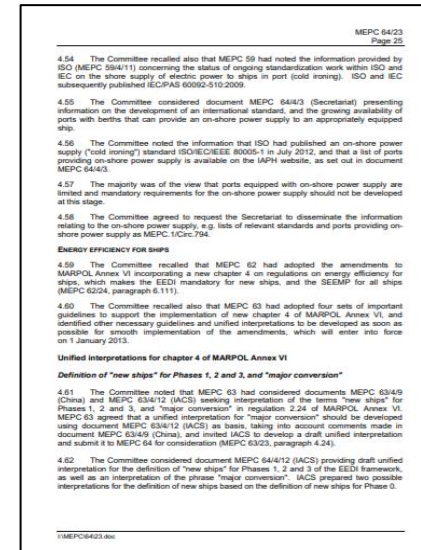 MEPC 64/23
Page 25
4.54 The Committee recalled also that MEPC 59 had noted the information provided by
ISO (MEPC 59/4/11) concerning the status of ongoing standardization work within ISO and
IEC on the shore supply of electric power to ships in port (cold ironing). ISO and IEC
subsequently published IEC/PAS 60092-510:2009.
4.55 The Committee considered document MEPC 64/4/3 (Secretariat) presenting
information on the development of an international standard, and the growing availability of
ports with berths that can provide an on-shore power supply to an appropriately equipped
ship.
4.56 The Committee noted the information that ISO had published an on-shore power
supply ("cold ironing") standard ISO/IEC/IEEE 80005-1 in July 2012, and that a list of ports
providing on-shore power supply is available on the IAPH website, as set out in document
MEPC 64/4/3.
4.57 The majority was of the view that ports equipped with on-shore power supply are
limited and mandatory requirements for the on-shore power supply should not be developed
at this stage.
4.58 The Committee agreed to request the Secretariat to disseminate the information
relating to the on-shore power supply, e.g. lists of relevant standards and ports providing on-
shore power supply as MEPC.1/Circ.794.
ENERGY EFFICIENCY FOR SHIPS
4.59 The Committee recalled that MEPC 62 had adopted the amendments to
MARPOL Annex VI incorporating a new chapter 4 on regulations on energy efficiency for
ships, which makes the EEDI mandatory for new ships, and the SEEMP for all ships
(MEPC 62/24, paragraph 6.111).
4.60 The Committee recalled also that MEPC 63 had adopted four sets of important
guidelines to support the implementation of new chapter 4 of MARPOL Annex VI, and
identified other necessary guidelines and unified interpretations to be developed as soon as
possible for smooth implementation of the amendments, which will enter into force
on 1 January 2013.
Unified interpretations for chapter 4 of MARPOL Annex VI
Definition of "new ships" for Phases 1, 2 and 3, and "major conversion"
4.61 The Committee noted that MEPC 63 had considered documents MEPC 63/4/9
(China) and MEPC 63/4/12 (IACS) seeking interpretation of the terms "new ships" for
Phases 1, 2 and 3, and "major conversion" in regulation 2.24 of MARPOL Annex VI.
MEPC 63 agreed that a unified interpretation for "major conversion" should be developed
using document MEPC 63/4/12 (IACS) as basis, taking into account comments made in
document MEPC 63/4/9 (China), and invited IACS to develop a draft unified interpretation
and submit it to MEPC 64 for consideration (MEPC 63/23, paragraph 4.24).
4.62 The Committee considered document MEPC 64/4/12 (IACS) providing draft unified
interpretation for the definition of "new ships" for Phases 1, 2 and 3 of the EEDI framework,
as well as an interpretation of the phrase "major conversion". IACS prepared two possible
interpretations for the definition of new ships based on the definition of new ships for Phase 0.
I:\MEPC\64\23.doc